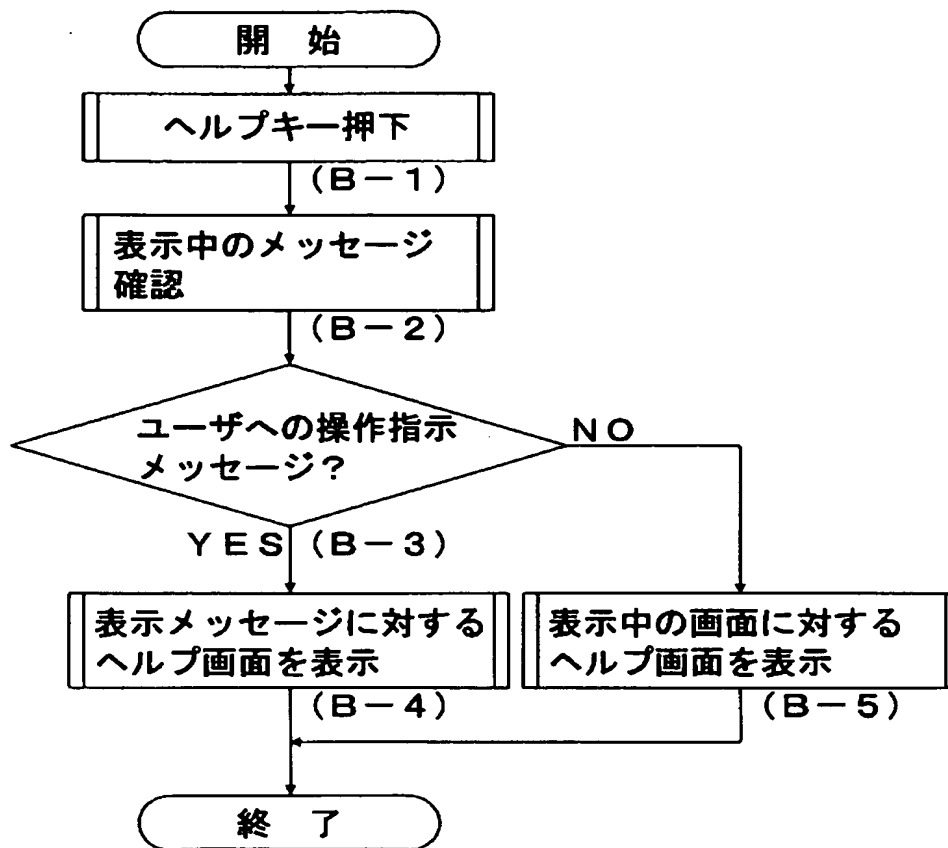 開 始
ヘルプキー押下
(B-1)
表示中のメッセージ
確認
(B-2)
ユーザへの操作指示
メッセージ?
NO
YES
(B-3)
表示メッセージに対する
ヘルプ画面を表示
(B-4)
表示中の画面に対する
ヘルプ画面を表示
(B-5)
終 了